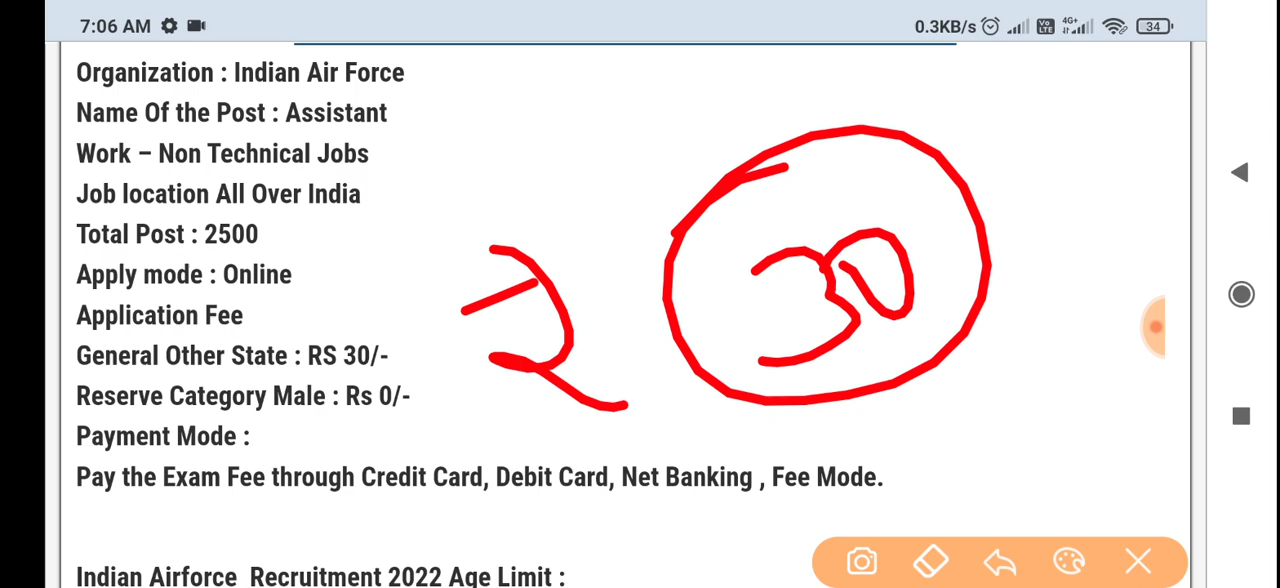 7:06 AM 0.3KB/s Vo LTE 4G+ 34
Organization : Indian Air Force
Name Of the Post : Assistant
Work – Non Technical Jobs
Job location All Over India
Total Post : 2500
Apply mode : Online
Application Fee
General Other State : RS 30/-
Reserve Category Male : Rs 0/-
₹ 30
Payment Mode :
Pay the Exam Fee through Credit Card, Debit Card, Net Banking , Fee Mode.
Indian Airforce Recruitment 2022 Age Limit :